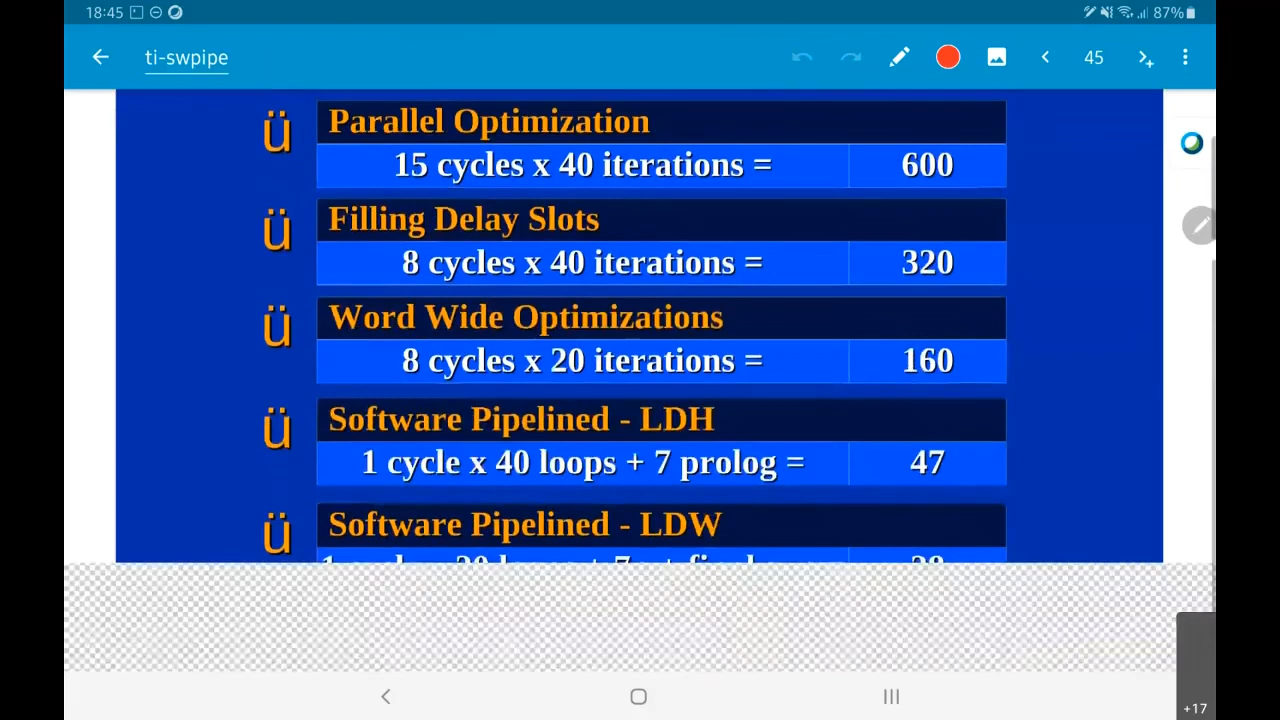 18:45
87%
ti-swpipe
45
ü Parallel Optimization
15 cycles x 40 iterations = 600
ü Filling Delay Slots
8 cycles x 40 iterations = 320
ü Word Wide Optimizations
8 cycles x 20 iterations = 160
ü Software Pipelined - LDH
1 cycle x 40 loops + 7 prolog = 47
ü Software Pipelined - LDW
+17